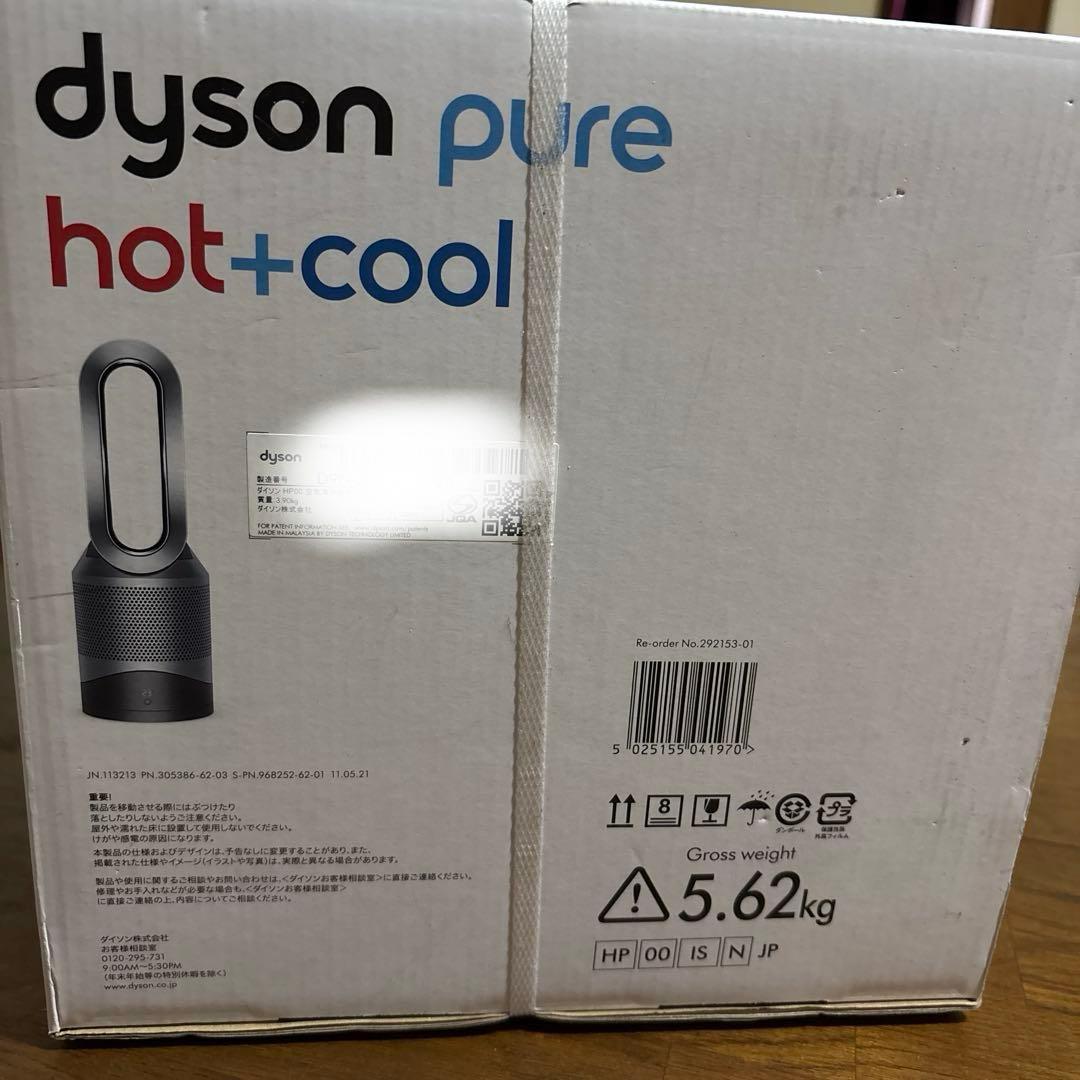 dyson pure
hot+cool
dyson
製造番号
ダイソン HP00
質量 3.90kg
ダイソン株式会社
JQA
FOR PATENT INFORMATION SEE: www.dyson.com/patents
MADE IN MALAYSIA BY DYSON TECHNOLOGY LIMITED
Re-order No.292153-01
5 025155 041970 >
JN.113213 PN.305386-62-03 S-PN.968252-62-01 11.05.21
重要!
製品を移動させる際にはぶつけたり
落としたりしないようご注意ください。
屋外や濡れた床に設置して使用しないでください。
けがや感電の原因になります。
本製品の仕様およびデザインは、予告なしに変更することがあり、また、
掲載された仕様やイメージ(イラストや写真)は、実際と異なる場合があります。
製品や使用に関するご相談やお問い合わせは、<ダイソンお客様相談室>に直接ご連絡ください。
修理やお手入れなどが必要な場合も、<ダイソンお客様相談室>
に直接ご連絡の上、内容についてご相談ください。
8
ダンボール
プラ
保護部品
外装フィルム
Gross weight
5.62kg
HP 00 IS N JP
ダイソン株式会社
お客様相談室
0120-295-731
9:00AM~5:30PM
(年末年始等の特別休暇を除く)
www.dyson.co.jp